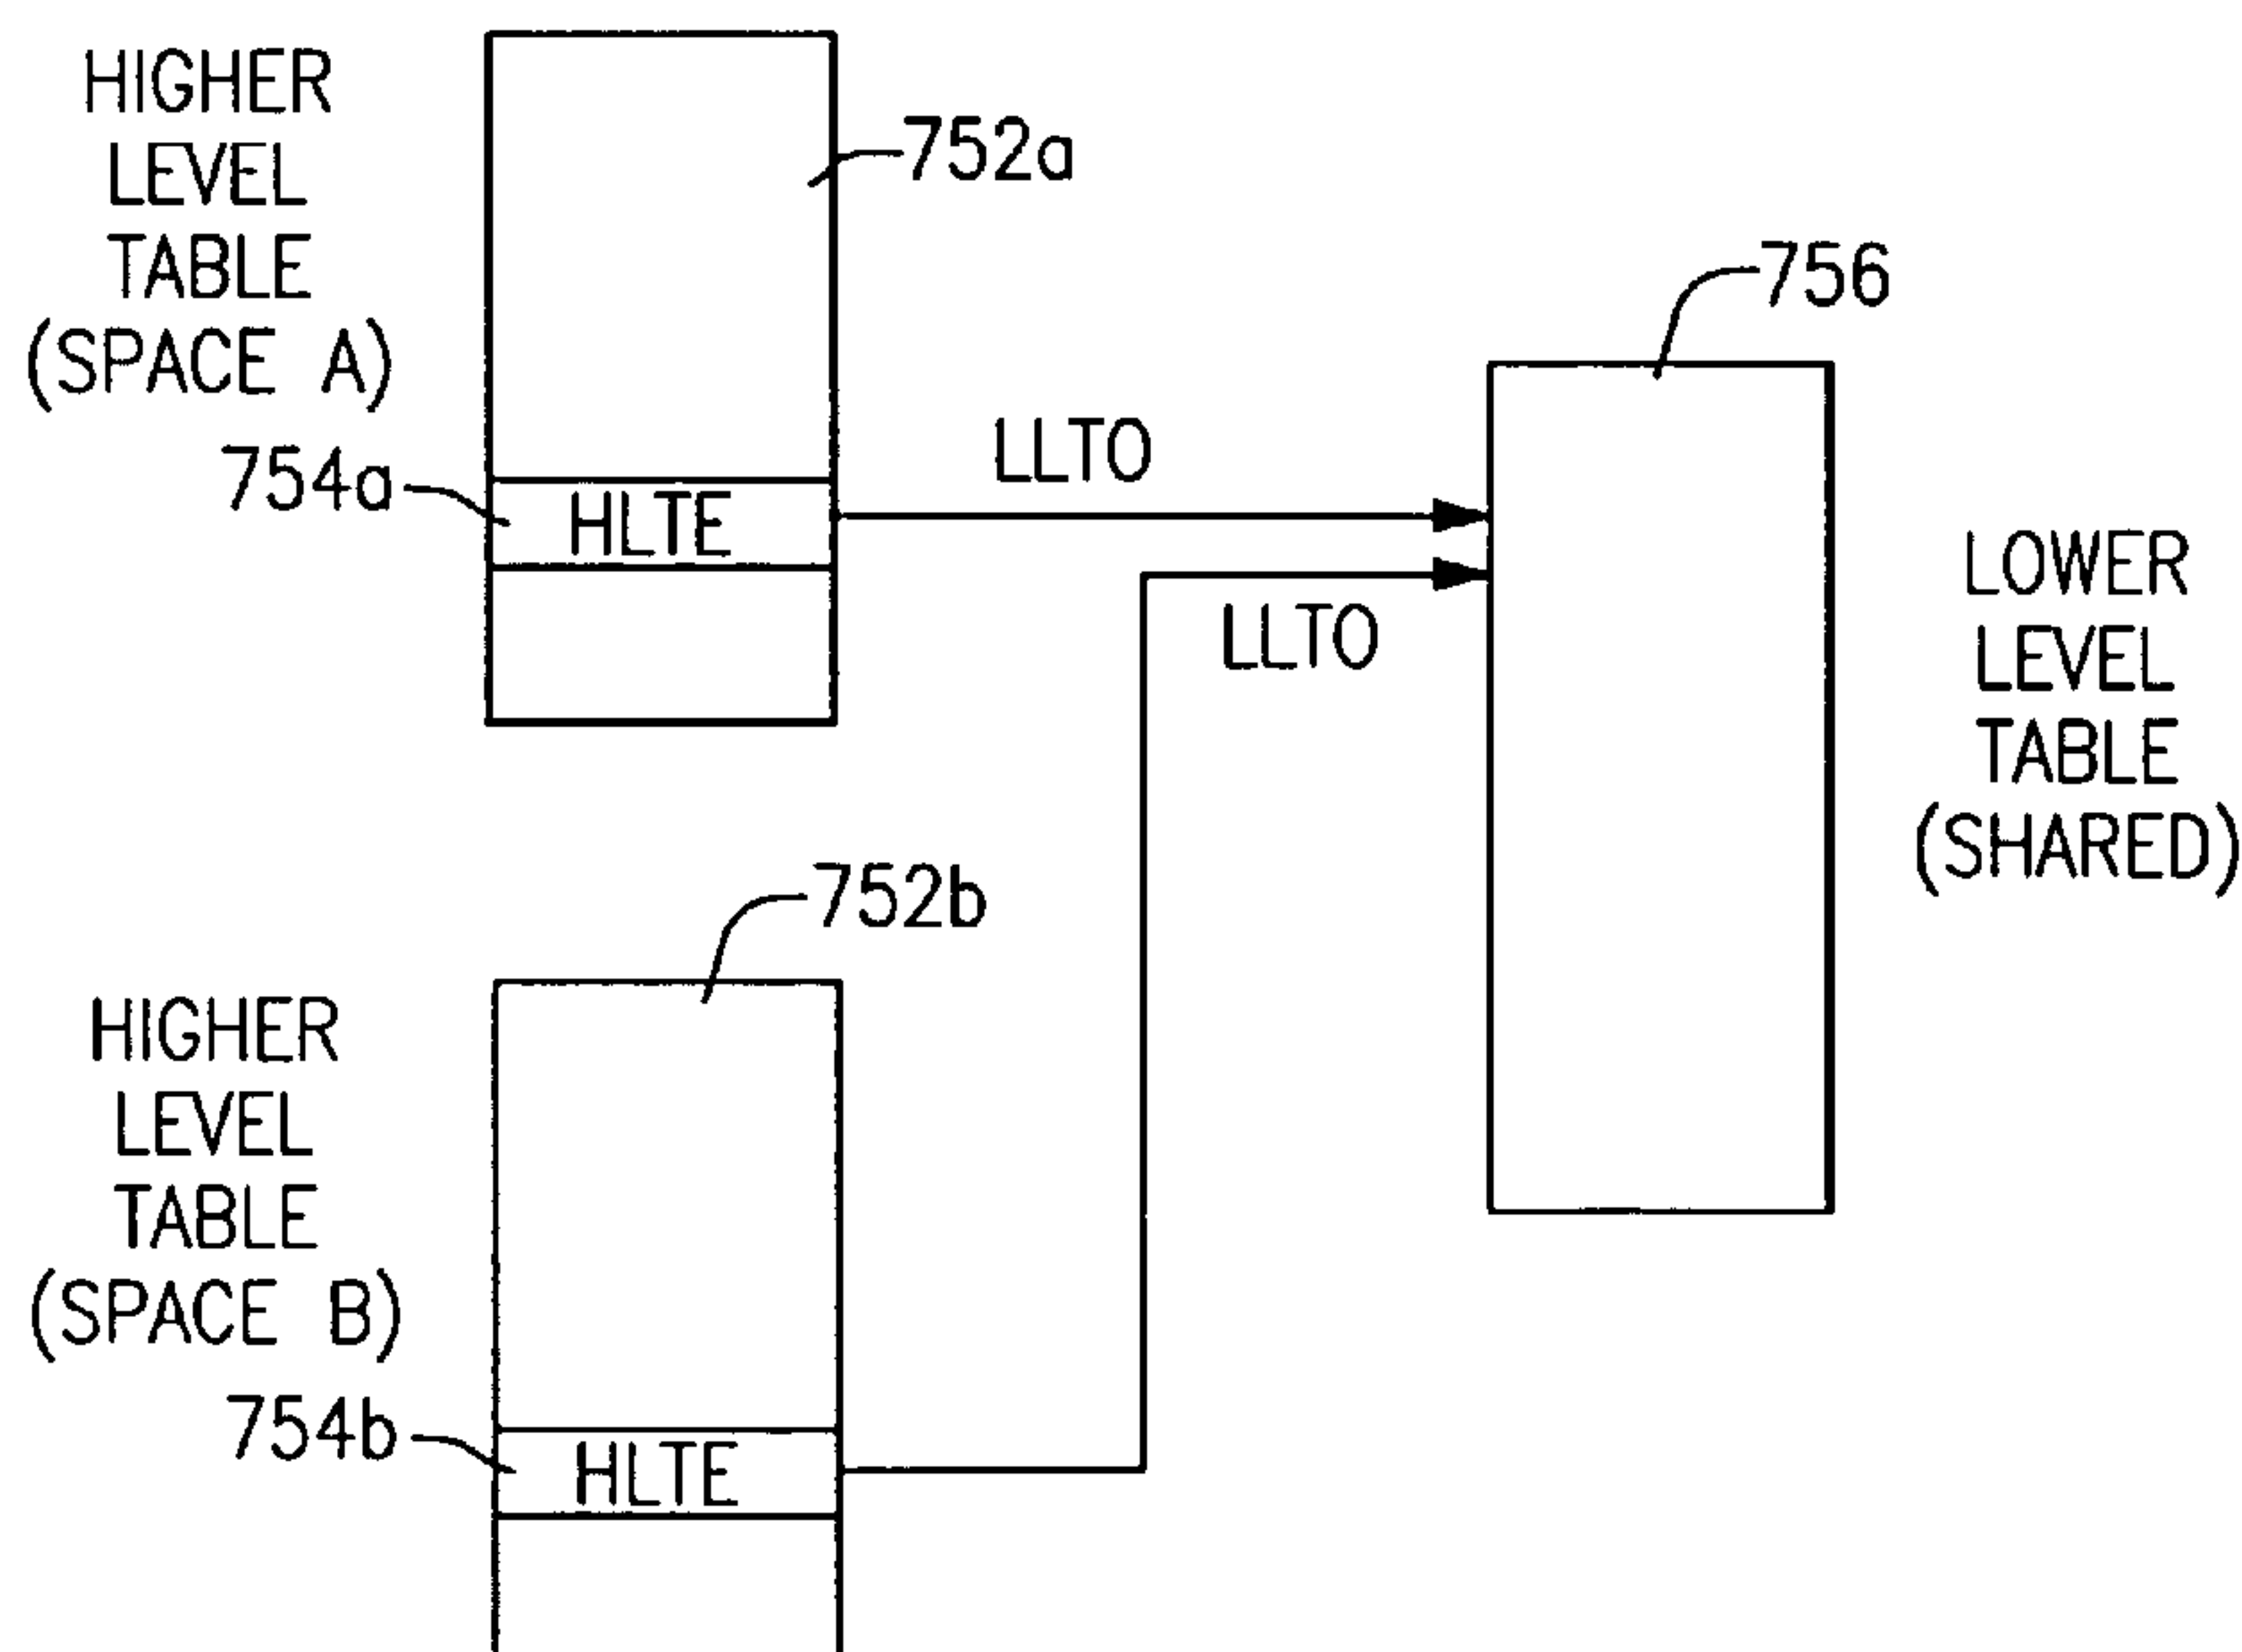 HIGHER
LEVEL
TABLE
(SPACE A)
752a
754a
HLTE
LLTO
756
LLTO
LOWER
LEVEL
TABLE
(SHARED)
752b
HIGHER
LEVEL
TABLE
(SPACE B)
754b
HLTE